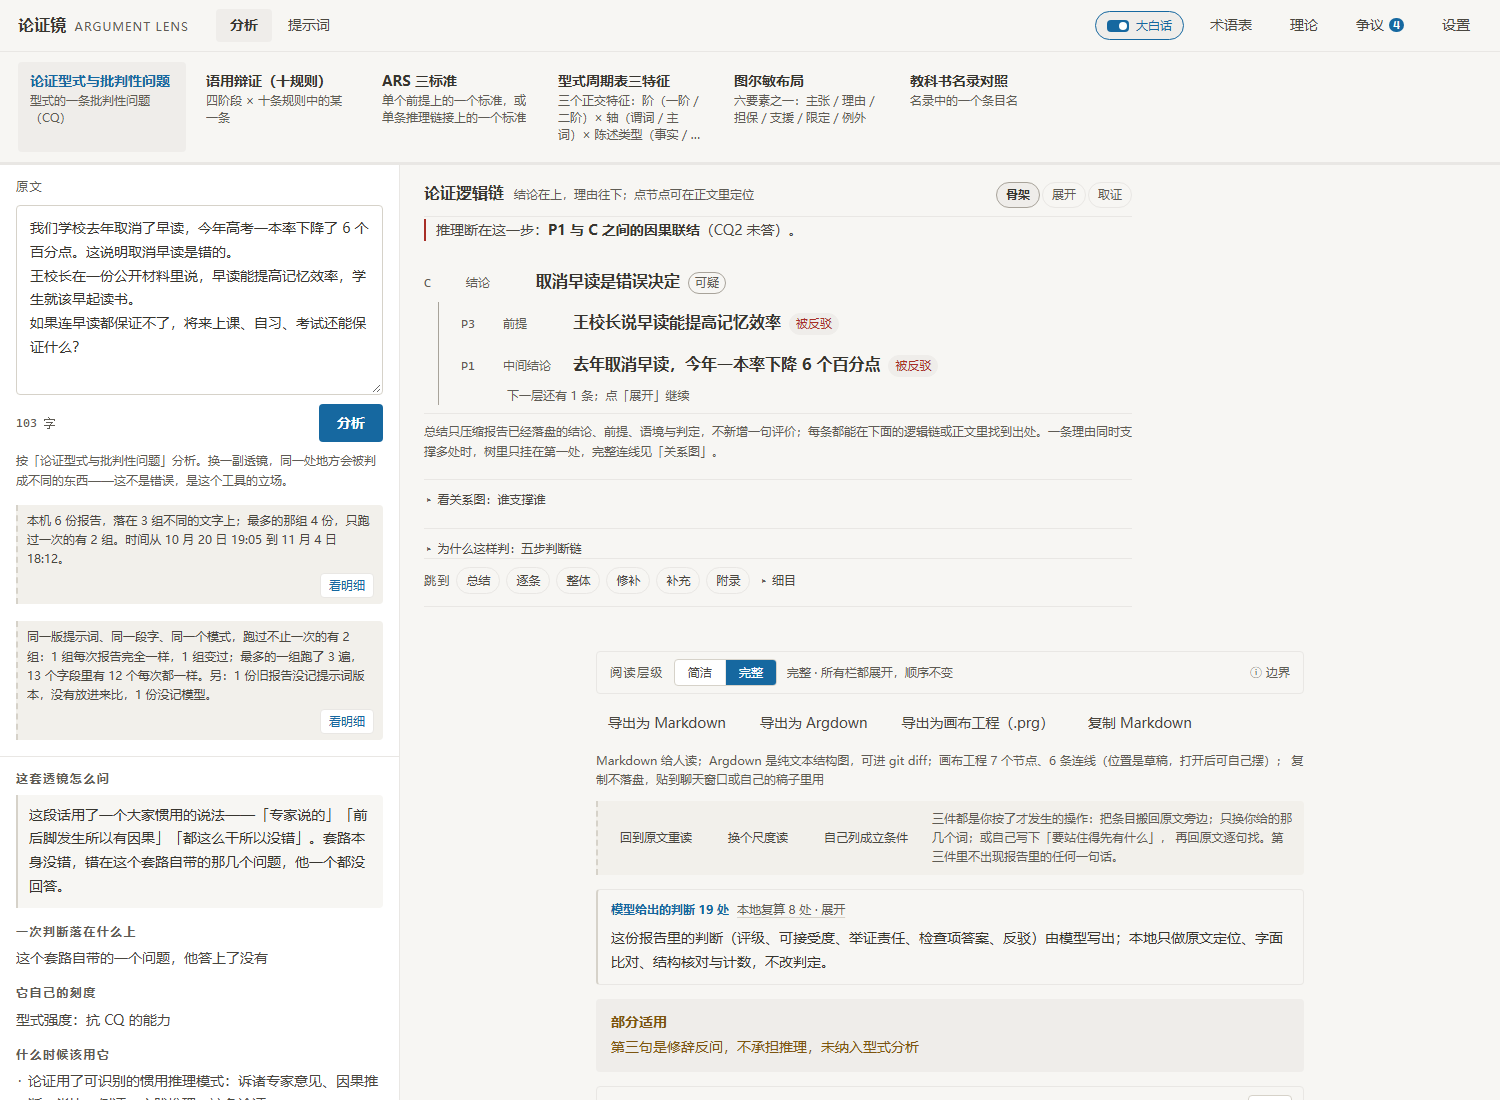 论证镜 ARGUMENT LENS 分析 提示词 大白话 术语表 理论 争议 4 设置
论证型式与批判性问题
型式的一条批判性问题
（CQ）
语用辩证（十规则）
四阶段 × 十条规则中的某
一条
ARS 三标准
单个前提上的一个标准，或
单条推理链接上的一个标准
型式周期表三特征
三个正交特征：阶（一阶 /
二阶）× 轴（谓词 / 主
词）× 陈述类型（事实 / ...
图尔敏布局
六要素之一：主张 / 理由 /
担保 / 支援 / 限定 / 例外
教科书名录对照
名录中的一个条目名
原文
我们学校去年取消了早读，今年高考一本率下降了 6 个
百分点。这说明取消早读是错的。
王校长在一份公开材料里说，早读能提高记忆效率，学
生就该早起读书。
如果连早读都保证不了，将来上课、自习、考试还能保
证什么？
103 字
分析
按「论证型式与批判性问题」分析。换一副透镜，同一处地方会被判
成不同的东西——这不是错误，是这个工具的立场。
本机 6 份报告，落在 3 组不同的文字上；最多的那组 4 份，只跑
过一次的有 2 组。时间从 10 月 20 日 19:05 到 11 月 4 日
18:12。
看明细
同一版提示词、同一段字、同一个模式，跑过不止一次的有 2
组：1 组每次报告完全一样，1 组变过；最多的一组跑了 3 遍，
13 个字段里有 12 个每次都一样。另：1 份旧报告没记提示词版
本，没有放进来比，1 份没记模型。
看明细
这套透镜怎么问
这段话用了一个大家惯用的说法——「专家说的」「前
后脚发生所以有因果」「都这么干所以没错」。套路本
身没错，错在这个套路自带的那几个问题，他一个都没
回答。
一次判断落在什么上
这个套路自带的一个问题，他答上了没有
它自己的刻度
型式强度：抗 CQ 的能力
什么时候该用它
· 论证用了可识别的惯用推理模式：诉诸专家意见、因果推
论证逻辑链 结论在上，理由往下；点节点可在正文里定位 骨架 展开 取证
推理断在这一步：P1 与 C 之间的因果联结（CQ2 未答）。
C 结论 取消早读是错误决定 可疑
P3 前提 王校长说早读能提高记忆效率 被反驳
P1 中间结论 去年取消早读，今年一本率下降 6 个百分点 被反驳
下一层还有 1 条；点「展开」继续
总结只压缩报告已经落盘的结论、前提、语境与判定，不新增一句评价；每条都能在下面的逻辑链或正文里找到出处。一条理由同时支
撑多处时，树里只挂在第一处，完整连线见「关系图」。
▸ 看关系图：谁支撑谁
▸ 为什么这样判：五步判断链
跳到 总结 逐条 整体 修补 补充 附录 ▸ 细目
阅读层级 简洁 完整 完整 · 所有栏都展开，顺序不变 ⓘ 边界
导出为 Markdown 导出为 Argdown 导出为画布工程（.prg） 复制 Markdown
Markdown 给人读；Argdown 是纯文本结构图，可进 git diff；画布工程 7 个节点、6 条连线（位置是草稿，打开后可自己摆）； 复
制不落盘，贴到聊天窗口或自己的稿子里用
回到原文重读 换个尺度读 自己列成立条件
三件都是你按了才发生的操作：把条目搬回原文旁边；只换你给的那
几个词；或自己写下「要站住得先有什么」，再回原文逐句找。第
三件里不出现报告里的任何一句话。
模型给出的判断 19 处 本地复算 8 处 · 展开
这份报告里的判断（评级、可接受度、举证责任、检查项答案、反驳）由模型写出；本地只做原文定位、字面
比对、结构核对与计数，不改判定。
部分适用
第三句是修辞反问，不承担推理，未纳入型式分析